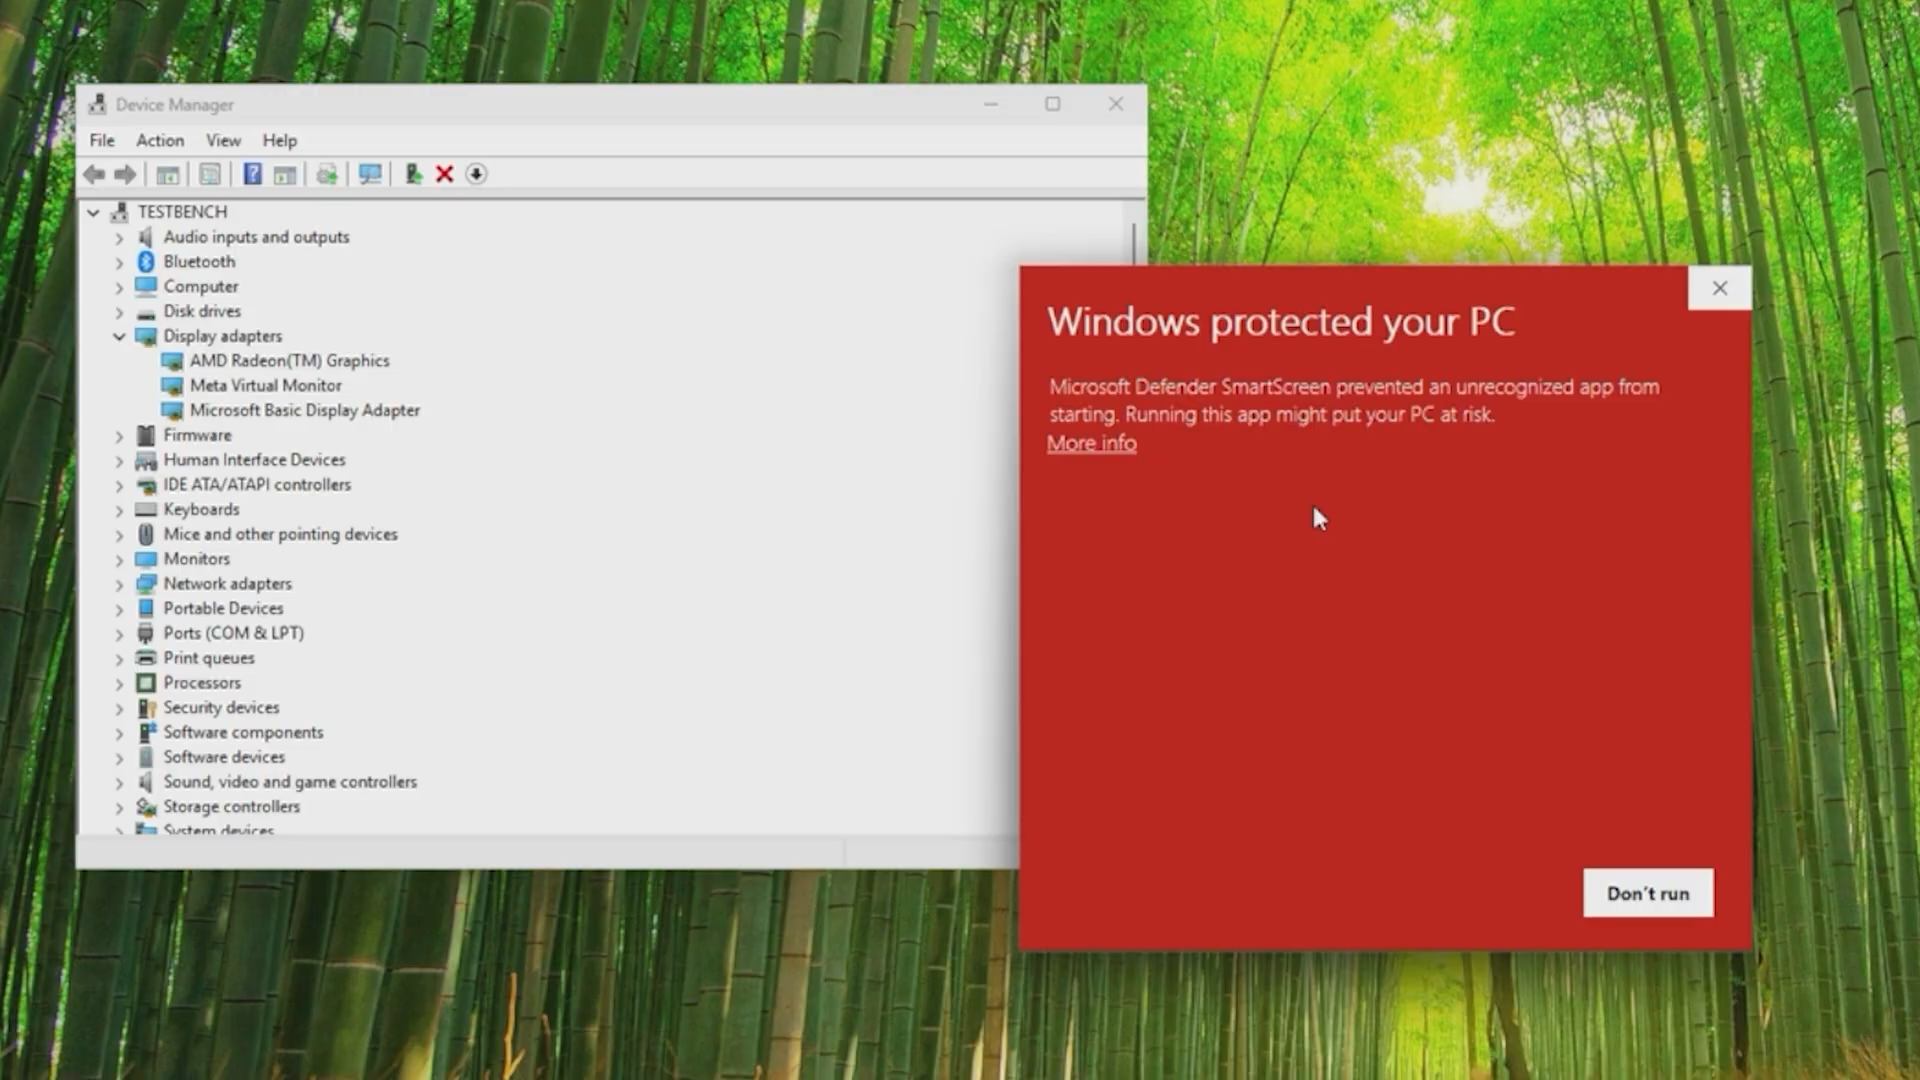 Device Manager
File Action View Help
TESTBENCH
Audio inputs and outputs
Bluetooth
Computer
Disk drives
Display adapters
AMD Radeon(TM) Graphics
Meta Virtual Monitor
Microsoft Basic Display Adapter
Firmware
Human Interface Devices
IDE ATA/ATAPI controllers
Keyboards
Mice and other pointing devices
Monitors
Network adapters
Portable Devices
Ports (COM & LPT)
Print queues
Processors
Security devices
Software components
Software devices
Sound, video and game controllers
Storage controllers
System devices
Windows protected your PC
Microsoft Defender SmartScreen prevented an unrecognized app from
starting. Running this app might put your PC at risk.
More info
Don't run